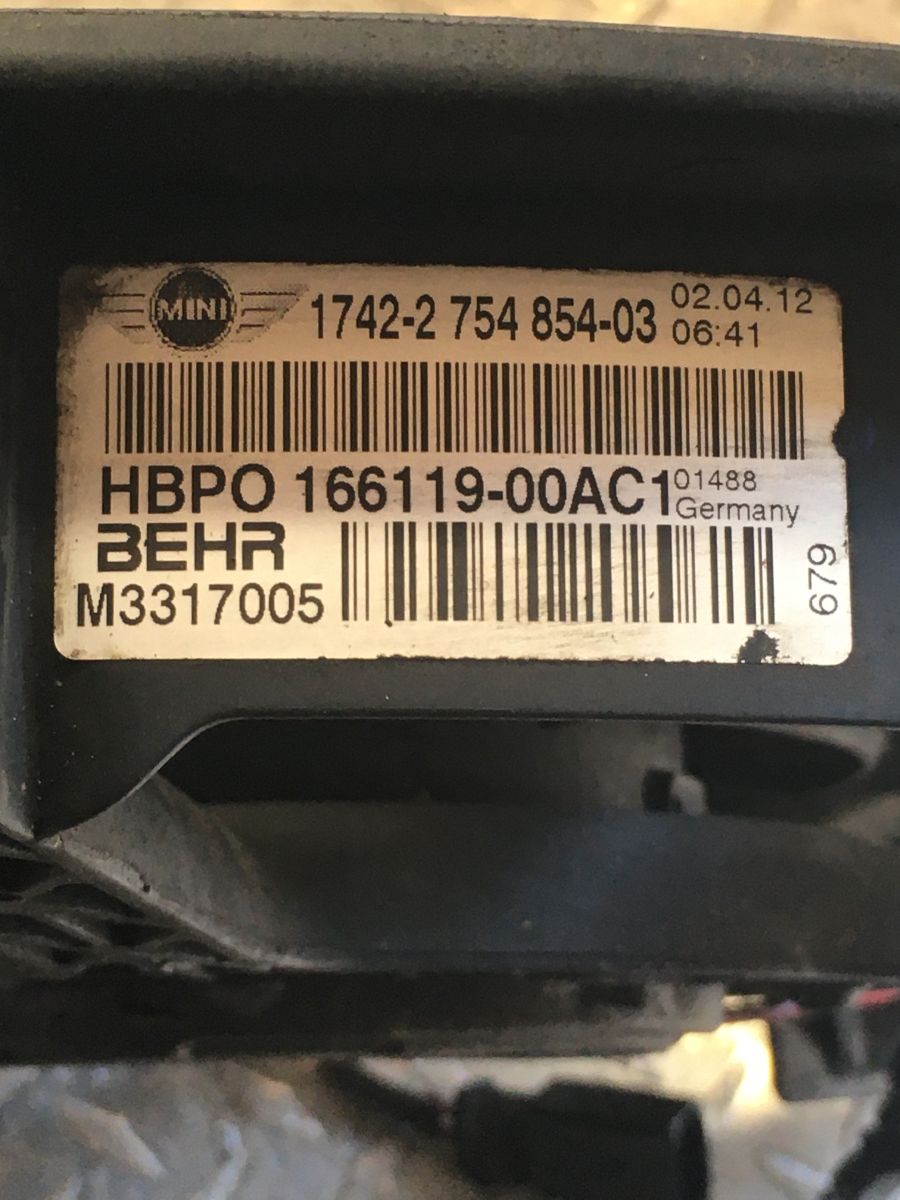 MINI
1742-2 754 854-03
02.04.12
06:41
HBPO 166119-00AC1
01488
Germany
BEHR
M3317005
679